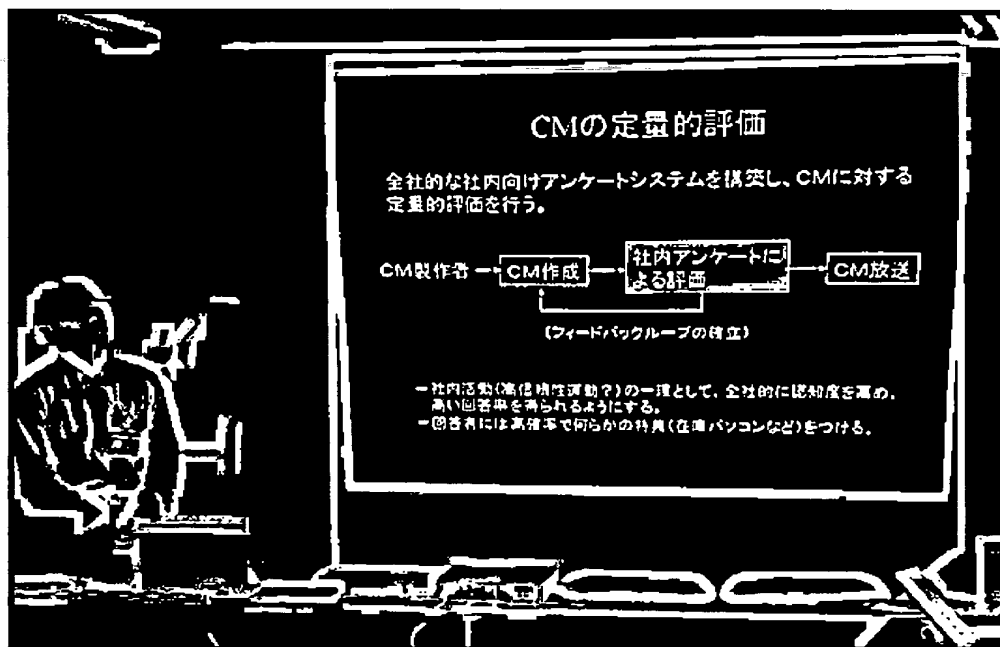 CMの定量的評価
全社的な社内向けアンケートシステムを構築し、CMに対する
定量的評価を行う。
CM製作者
CM作成
社内アンケートに
よる評価
CM放送
(フィードバックループの確立)
-社内活動(高信頼性運動?)の一環として、全社的に認知度を高め、
高い回答率を得られるようにする。
-回答者には高確率で何らかの特典(在庫パソコンなど)をつける。